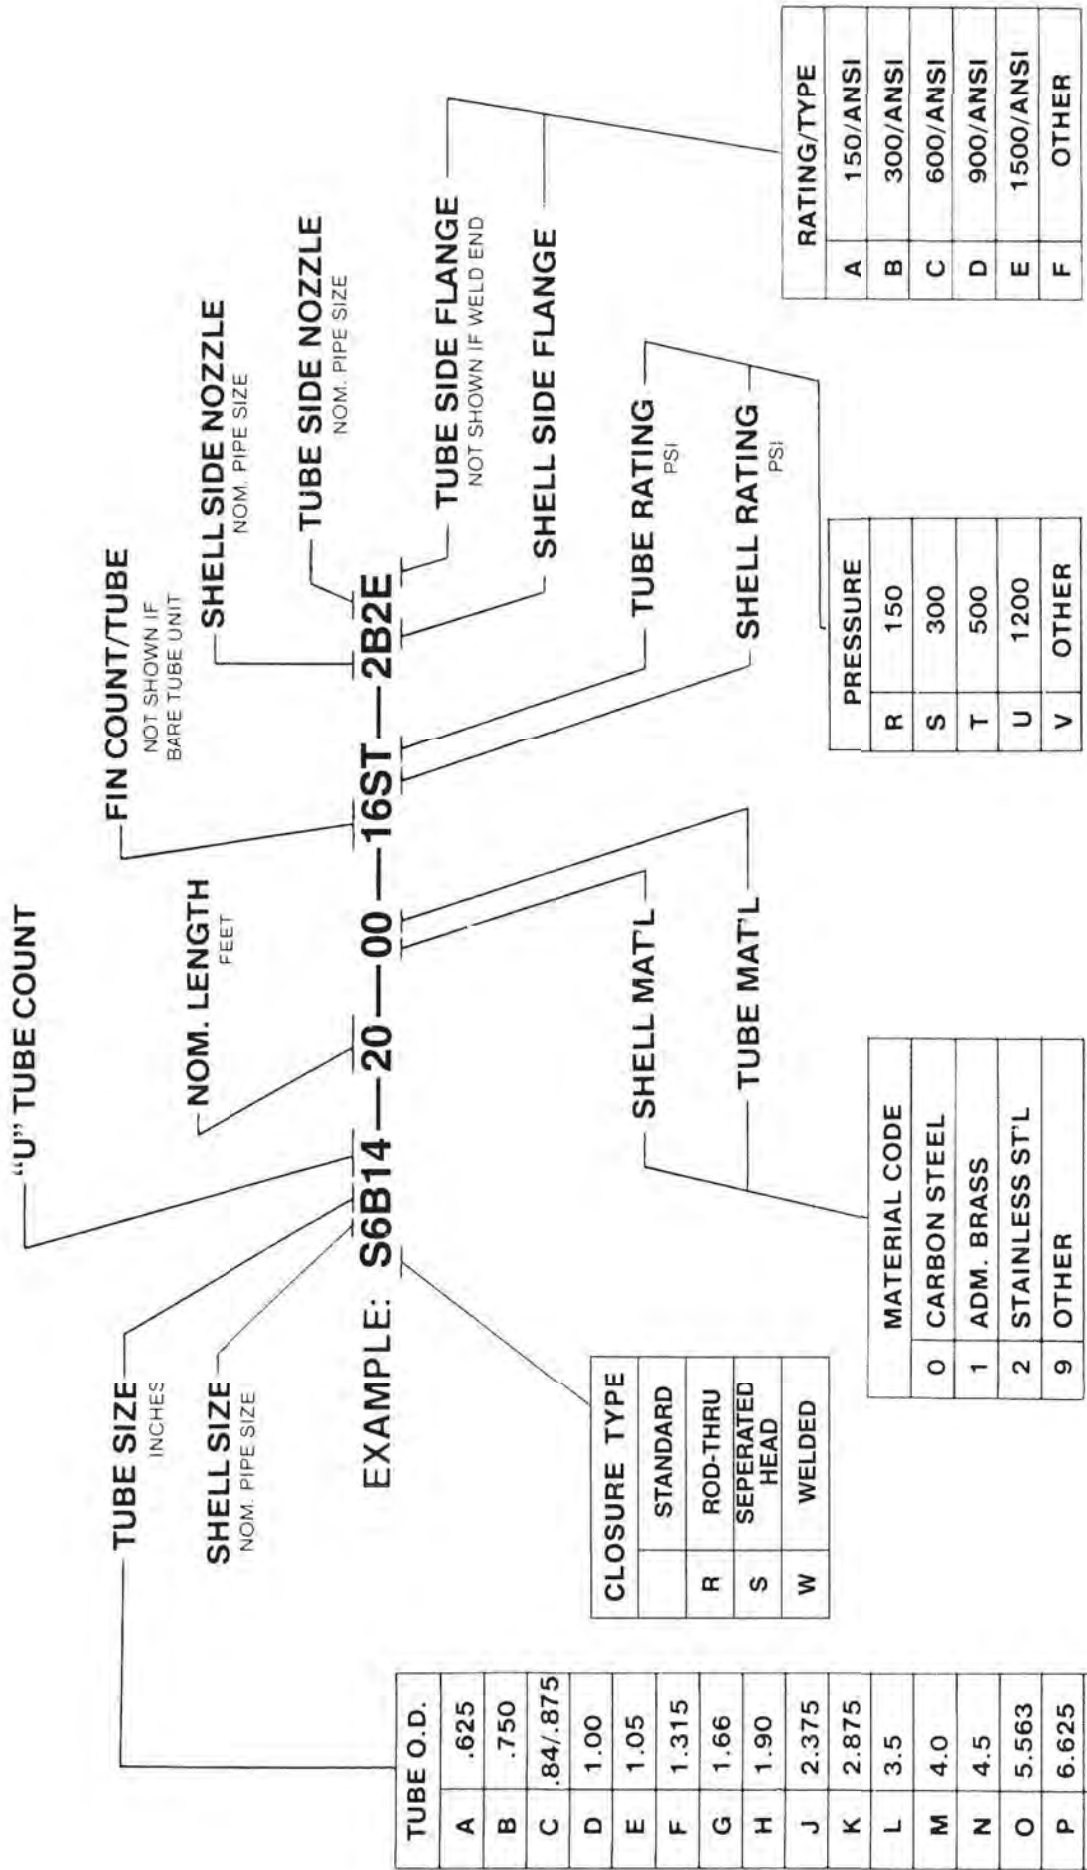 "U" TUBE COUNT
FIN COUNT/TUBE
NOT SHOWN IF
BARE TUBE UNIT
TUBE SIZE
INCHES
NOM. LENGTH
FEET
SHELL SIDE NOZZLE
NOM. PIPE SIZE
SHELL SIZE
NOM. PIPE SIZE
TUBE SIDE NOZZLE
NOM. PIPE SIZE
EXAMPLE: S6B14—20—00—16ST—2B2E
TUBE SIDE FLANGE
NOT SHOWN IF WELD END
SHELL SIDE FLANGE
SHELL MAT'L
TUBE RATING
PSI
TUBE MAT'L
SHELL RATING
PSI
TUBE O.D.
A .625
B .750
C .84/.875
D 1.00
E 1.05
F 1.315
G 1.66
H 1.90
J 2.375
K 2.875
L 3.5
M 4.0
N 4.5
O 5.563
P 6.625
CLOSURE TYPE
STANDARD
R ROD-THRU
S SEPERATED
HEAD
W WELDED
MATERIAL CODE
0 CARBON STEEL
1 ADM. BRASS
2 STAINLESS ST'L
9 OTHER
PRESSURE
R 150
S 300
T 500
U 1200
V OTHER
RATING/TYPE
A 150/ANSI
B 300/ANSI
C 600/ANSI
D 900/ANSI
E 1500/ANSI
F OTHER